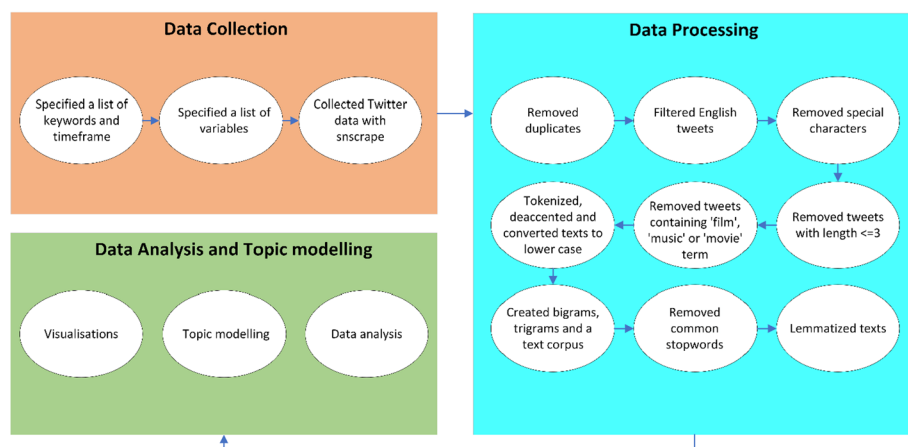 Data Collection
Specified a list of
keywords and
timeframe
Specified a list of
variables
Collected Twitter
data with
snscrape
Data Processing
Removed
duplicates
Filtered English
tweets
Removed special
characters
Removed tweets
with length <=3
Removed tweets
containing 'film',
'music' or 'movie'
term
Tokenized,
deaccented and
converted texts to
lower case
Created bigrams,
trigrams and a
text corpus
Removed
common
stopwords
Lemmatized texts
Data Analysis and Topic modelling
Visualisations
Topic modelling
Data analysis